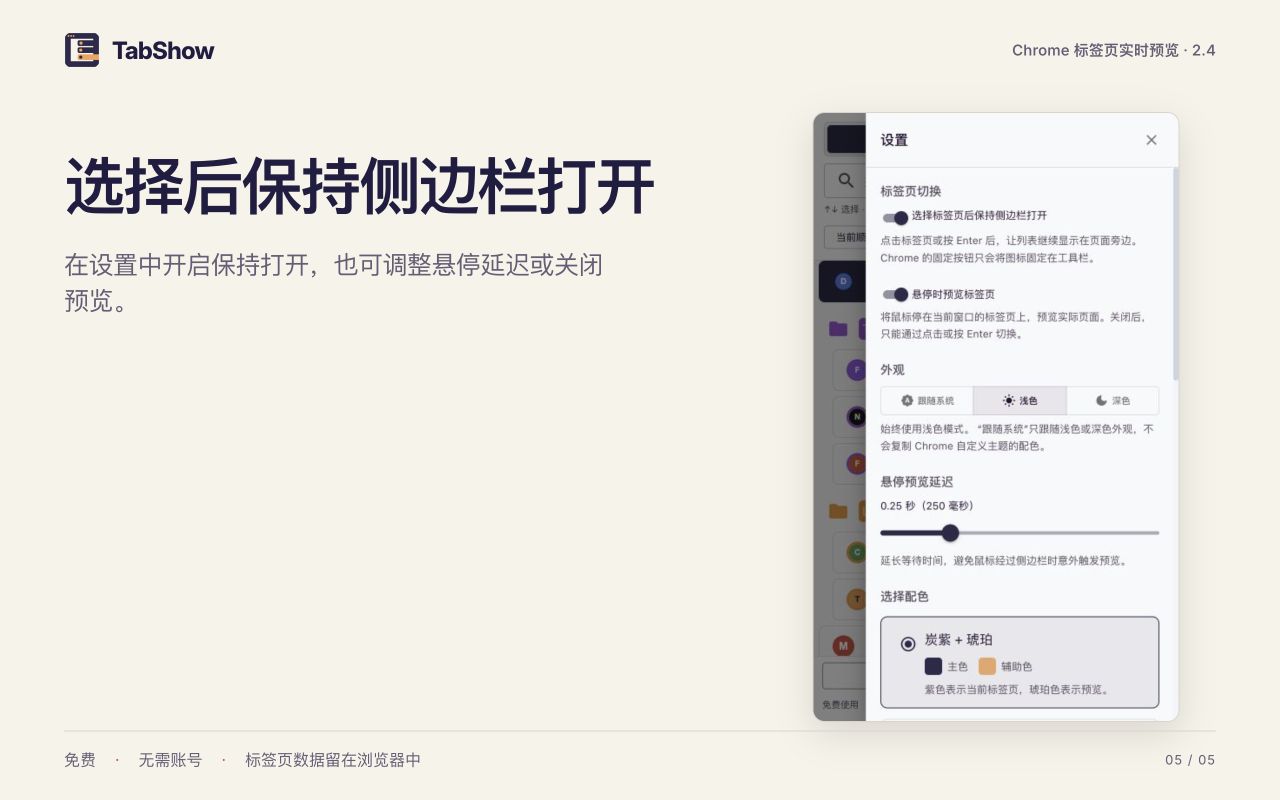 TabShow
Chrome 标签页实时预览 · 2.4
选择后保持侧边栏打开
在设置中开启保持打开，也可调整悬停延迟或关闭
预览。
↑↓ 选择 ·
D
F
N
F
C
T
M
免费使用
设置
标签页切换
选择标签页后保持侧边栏打开
点击标签页或按 Enter 后，让列表继续显示在页面旁边。
Chrome 的固定按钮只会将图标固定在工具栏。
悬停时预览标签页
将鼠标停在当前窗口的标签页上，预览实际页面。关闭后，
只能通过点击或按 Enter 切换。
外观
跟随系统
浅色
深色
始终使用浅色模式。 “跟随系统”只跟随浅色或深色外观，不
会复制 Chrome 自定义主题的配色。
悬停预览延迟
0.25 秒（250 毫秒）
延长等待时间，避免鼠标经过侧边栏时意外触发预览。
选择配色
炭紫 + 琥珀
主色
辅助色
紫色表示当前标签页，琥珀色表示预览。
免费 · 无需账号 · 标签页数据留在浏览器中
05 / 05